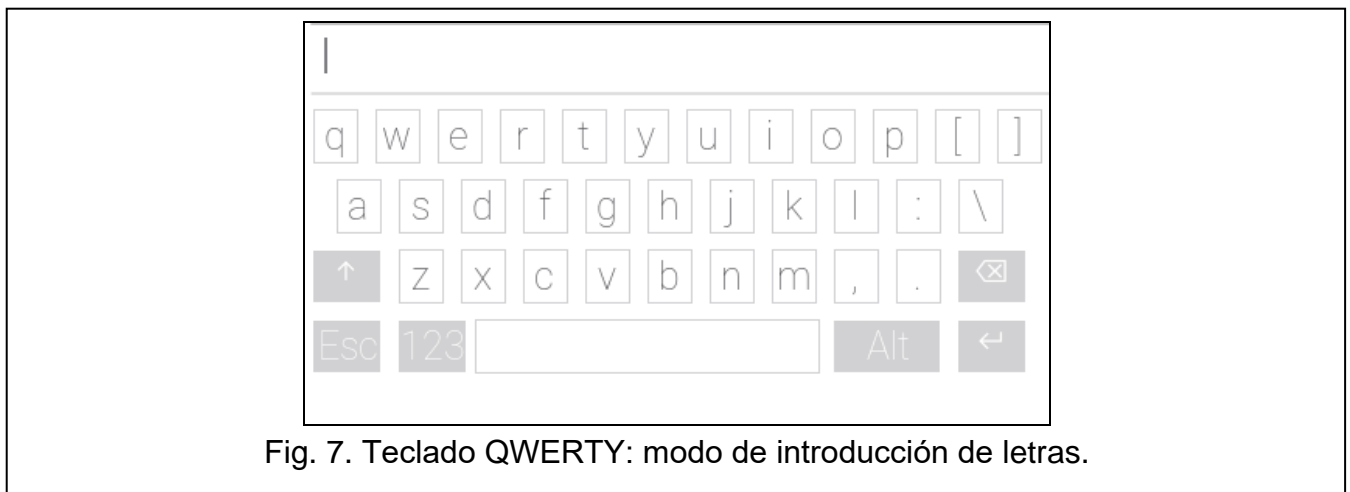 q w e r t y u i o p [ ]
a s d f g h j k l : \
↑ z x c v b n m , . ⌫
Esc 123 Alt ↵
Fig. 7. Teclado QWERTY: modo de introducción de letras.